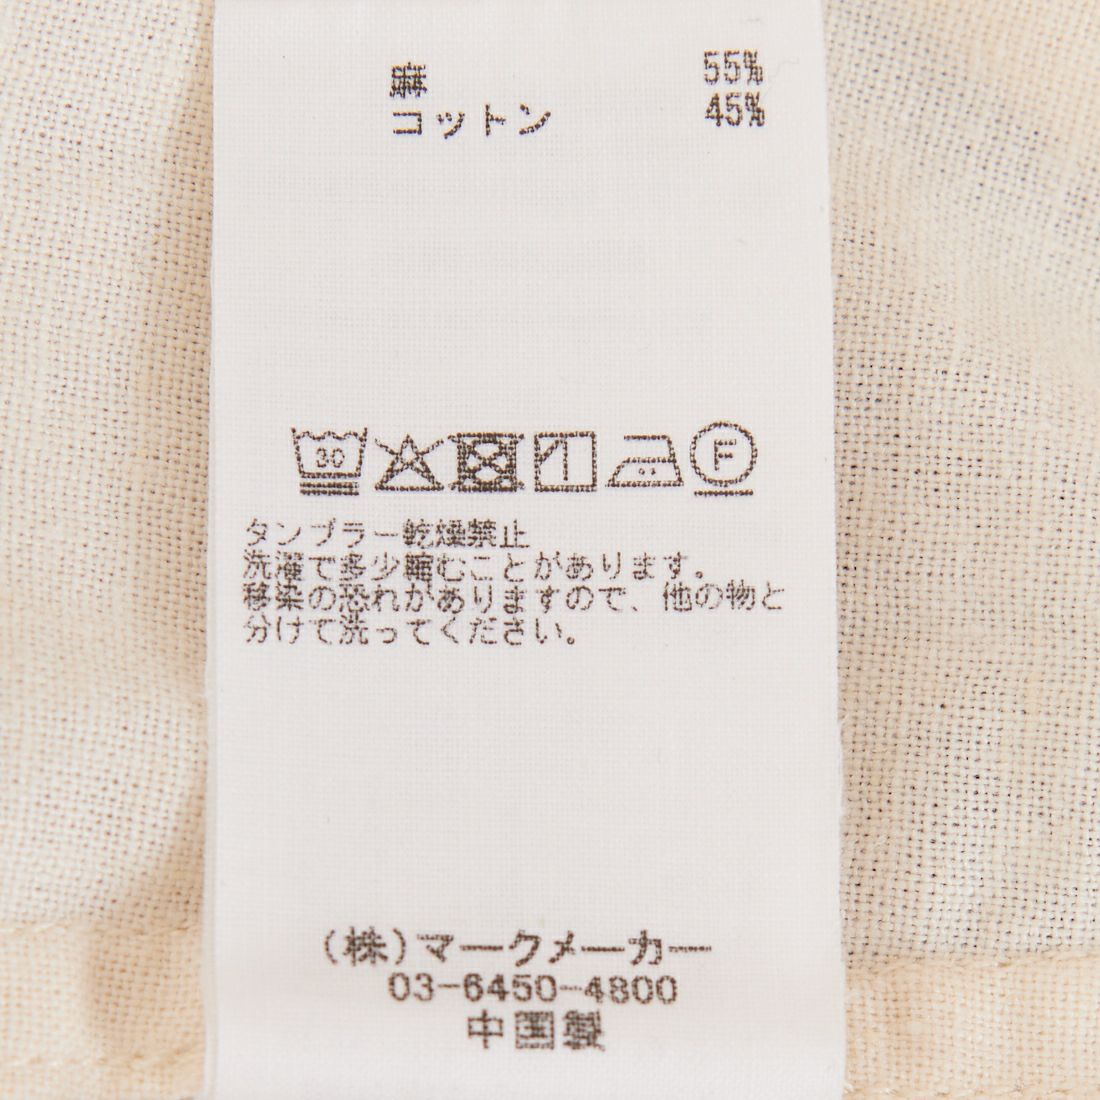 麻 55%
コットン 45%
30 F
タンブラー乾燥禁止
洗濯で多少縮むことがあります。
移染の恐れがありますので、他の物と
分けて洗ってください。
(株)マークメーカー
03-6450-4800
中国製